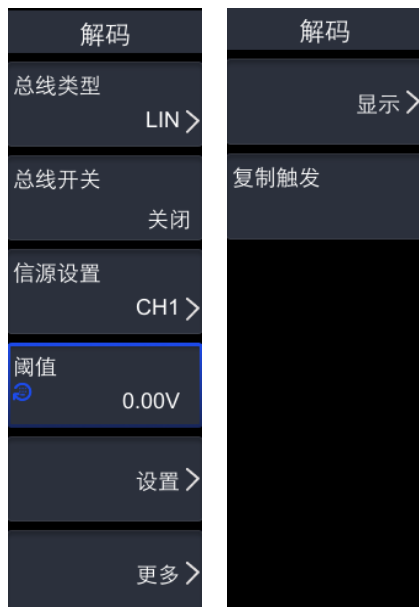 解码
总线类型
LIN
总线开关
关闭
信源设置
CH1
阈值
0.00V
设置
更多
解码
显示
复制触发